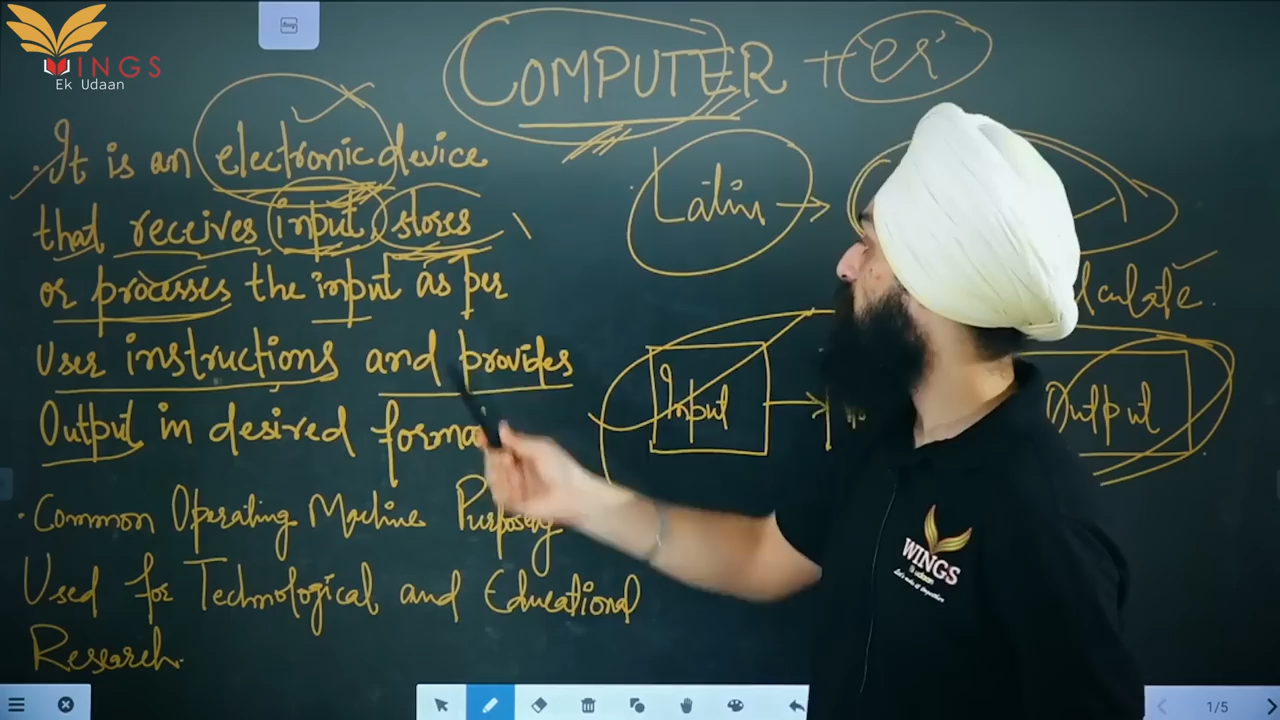 WINGS
Ek Udaan
COMPUTER + er
It is an electronic device
that receives input, stores
or processes the input as per
User instructions and provides
Output in desired forma
Common Operating Machine Purposely
Used for Technological and Educational
Research.
Latin →
lculate.
Input
Output
WINGS
1/5